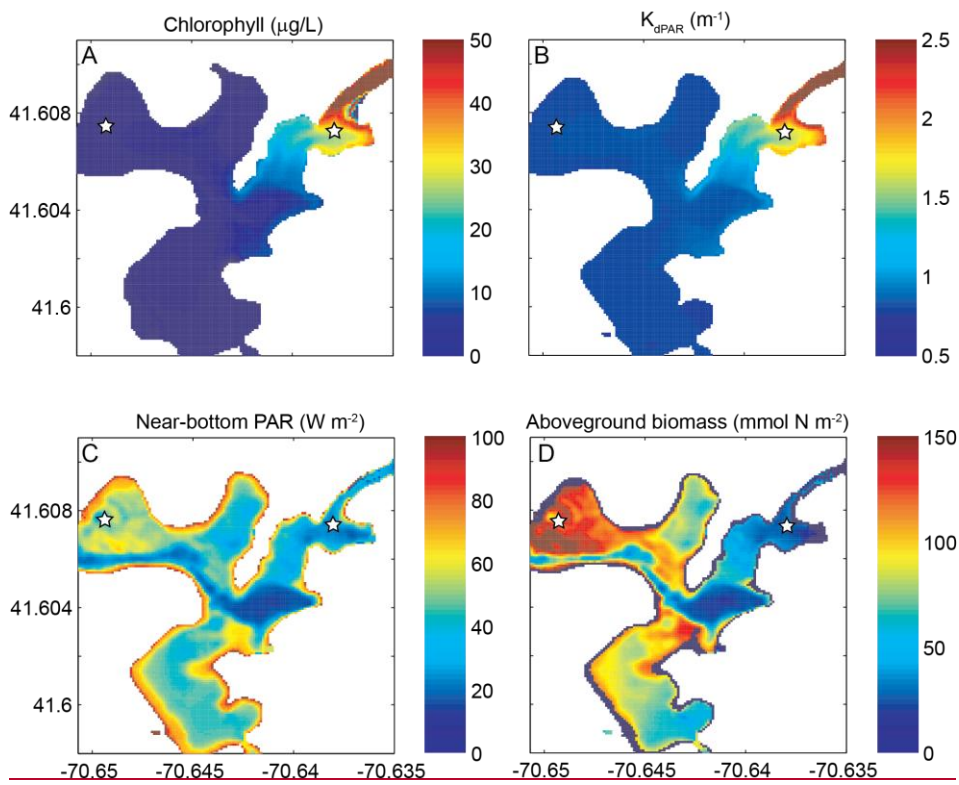 Chlorophyll (μg/L)
A
50
40
30
20
10
0
41.608
41.604
41.6
K_dPAR (m⁻¹)
B
2.5
2
1.5
1
0.5
Near-bottom PAR (W m⁻²)
C
100
80
60
40
20
0
41.608
41.604
41.6
-70.65 -70.645 -70.64 -70.635
Aboveground biomass (mmol N m⁻²)
D
150
100
50
0
-70.65 -70.645 -70.64 -70.635